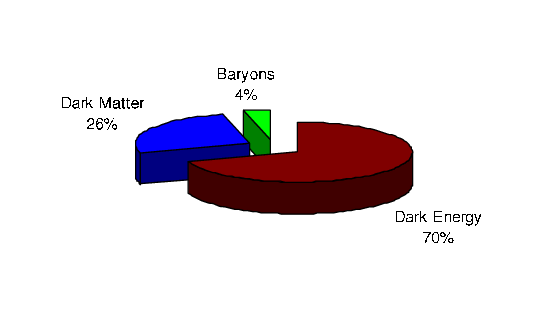 Baryons
4%
Dark Matter
26%
Dark Energy
70%